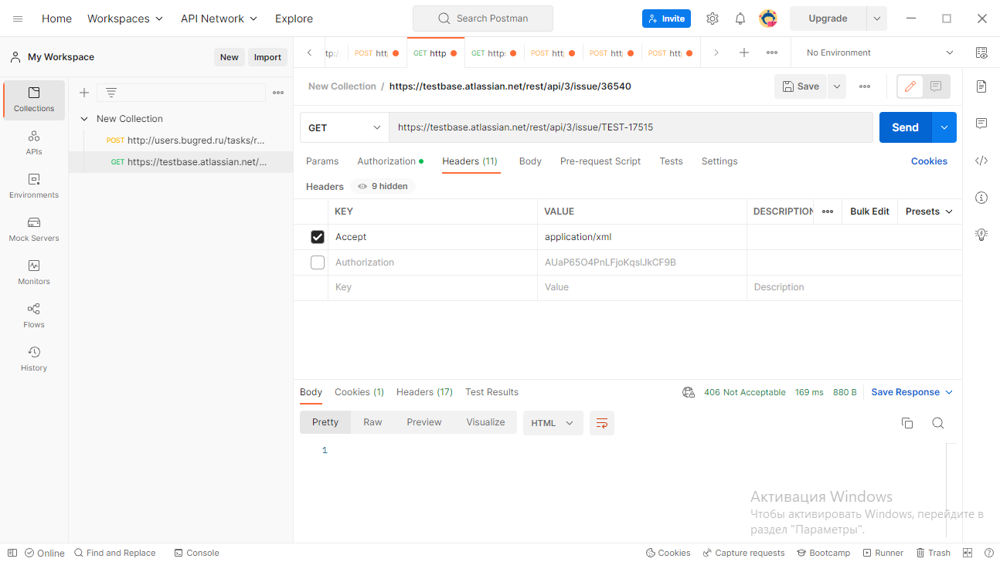 Home Workspaces API Network Explore Search Postman Invite Upgrade
My Workspace New Import
POST GET http GET POST POST POST No Environment
New Collection / https://testbase.atlassian.net/rest/api/3/issue/36540 Save
Collections
New Collection
POST http://users.bugred.ru/tasks/r...
GET https://testbase.atlassian.net/...
APIs
Environments
Mock Servers
Monitors
Flows
History
GET https://testbase.atlassian.net/rest/api/3/issue/TEST-17515 Send
Params Authorization Headers (11) Body Pre-request Script Tests Settings Cookies
Headers 9 hidden
KEY VALUE DESCRIPTION Bulk Edit Presets
Accept application/xml
Authorization
Key Value Description
Body Cookies (1) Headers (17) Test Results 406 Not Acceptable 169 ms 880 B Save Response
Pretty Raw Preview Visualize HTML
1
Активация Windows
Чтобы активировать Windows, перейдите в
раздел "Параметры".
Online Find and Replace Console Cookies Capture requests Bootcamp Runner Trash